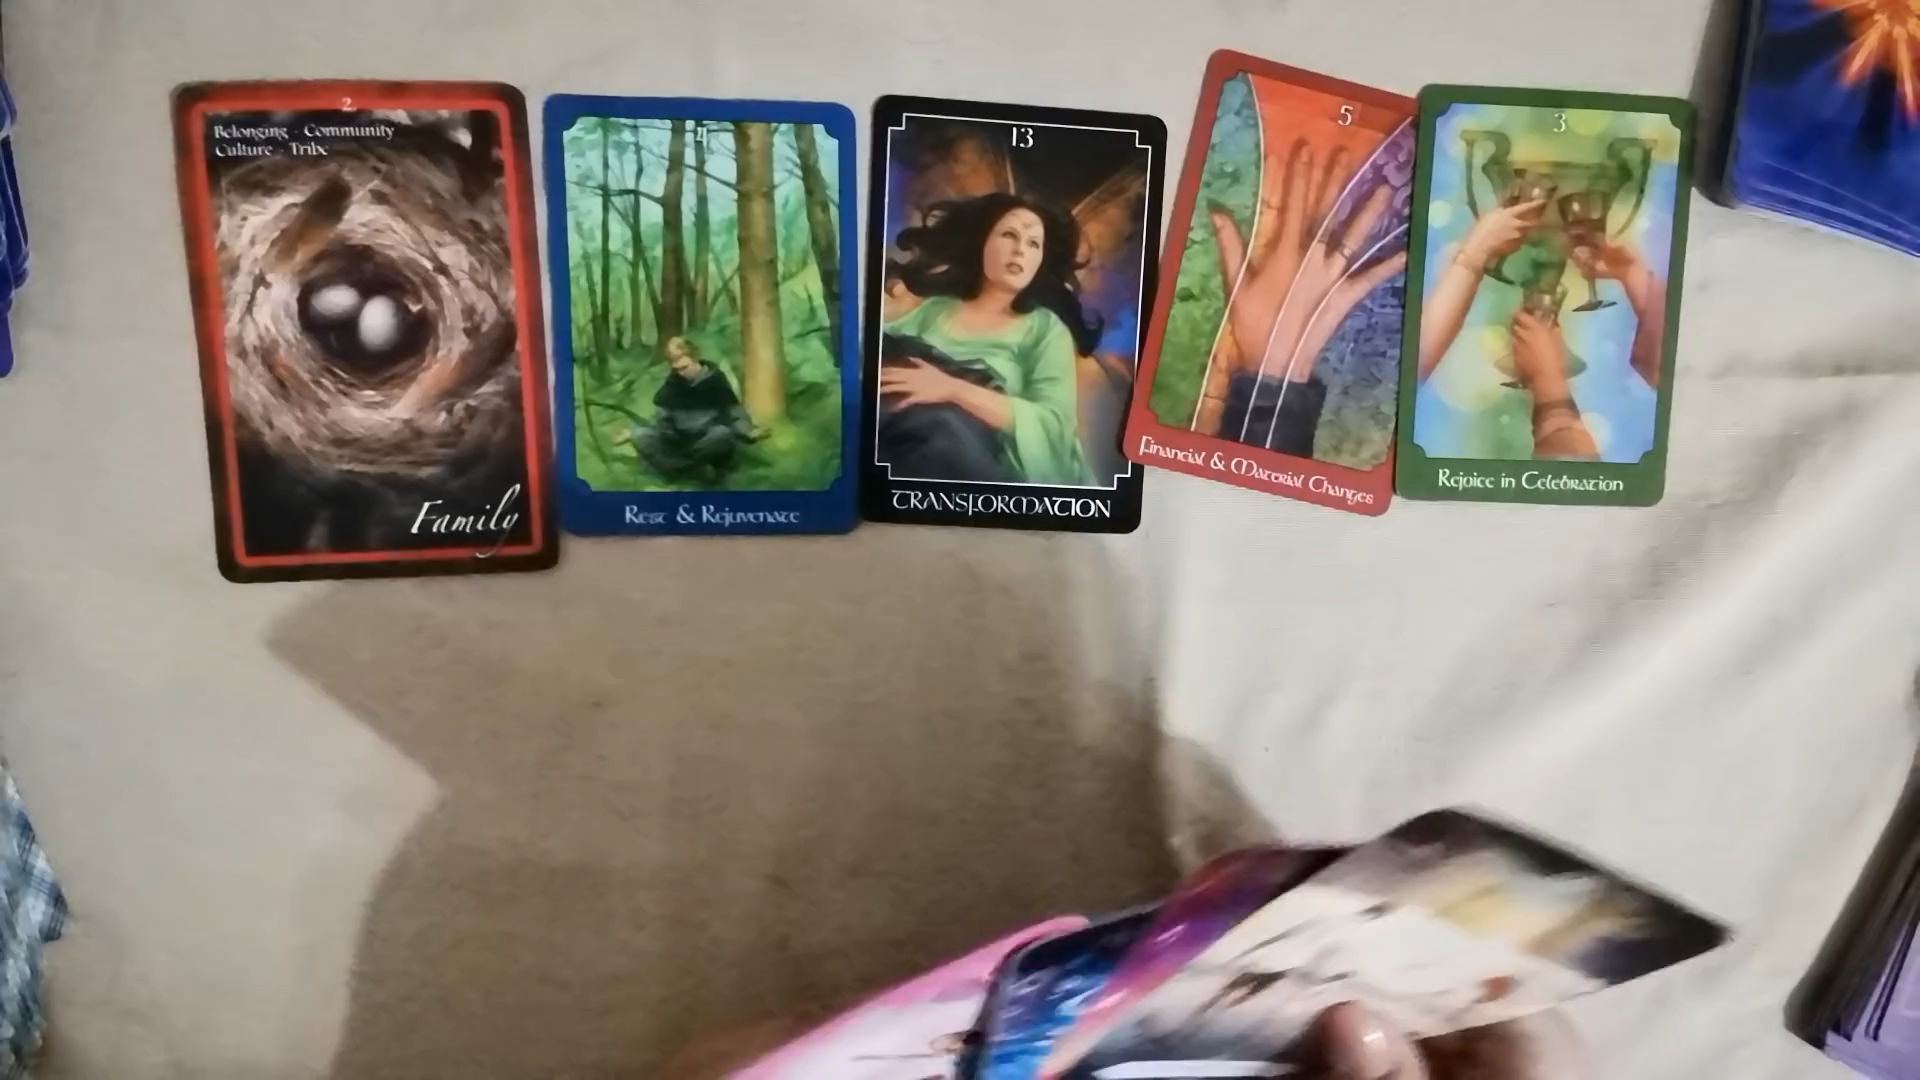 2
Belonging - Community
Culture - Tribe
Family
4
Rest & Rejuvenate
13
TRANSFORMATION
5
Financial & Material Changes
3
Rejoice in Celebration